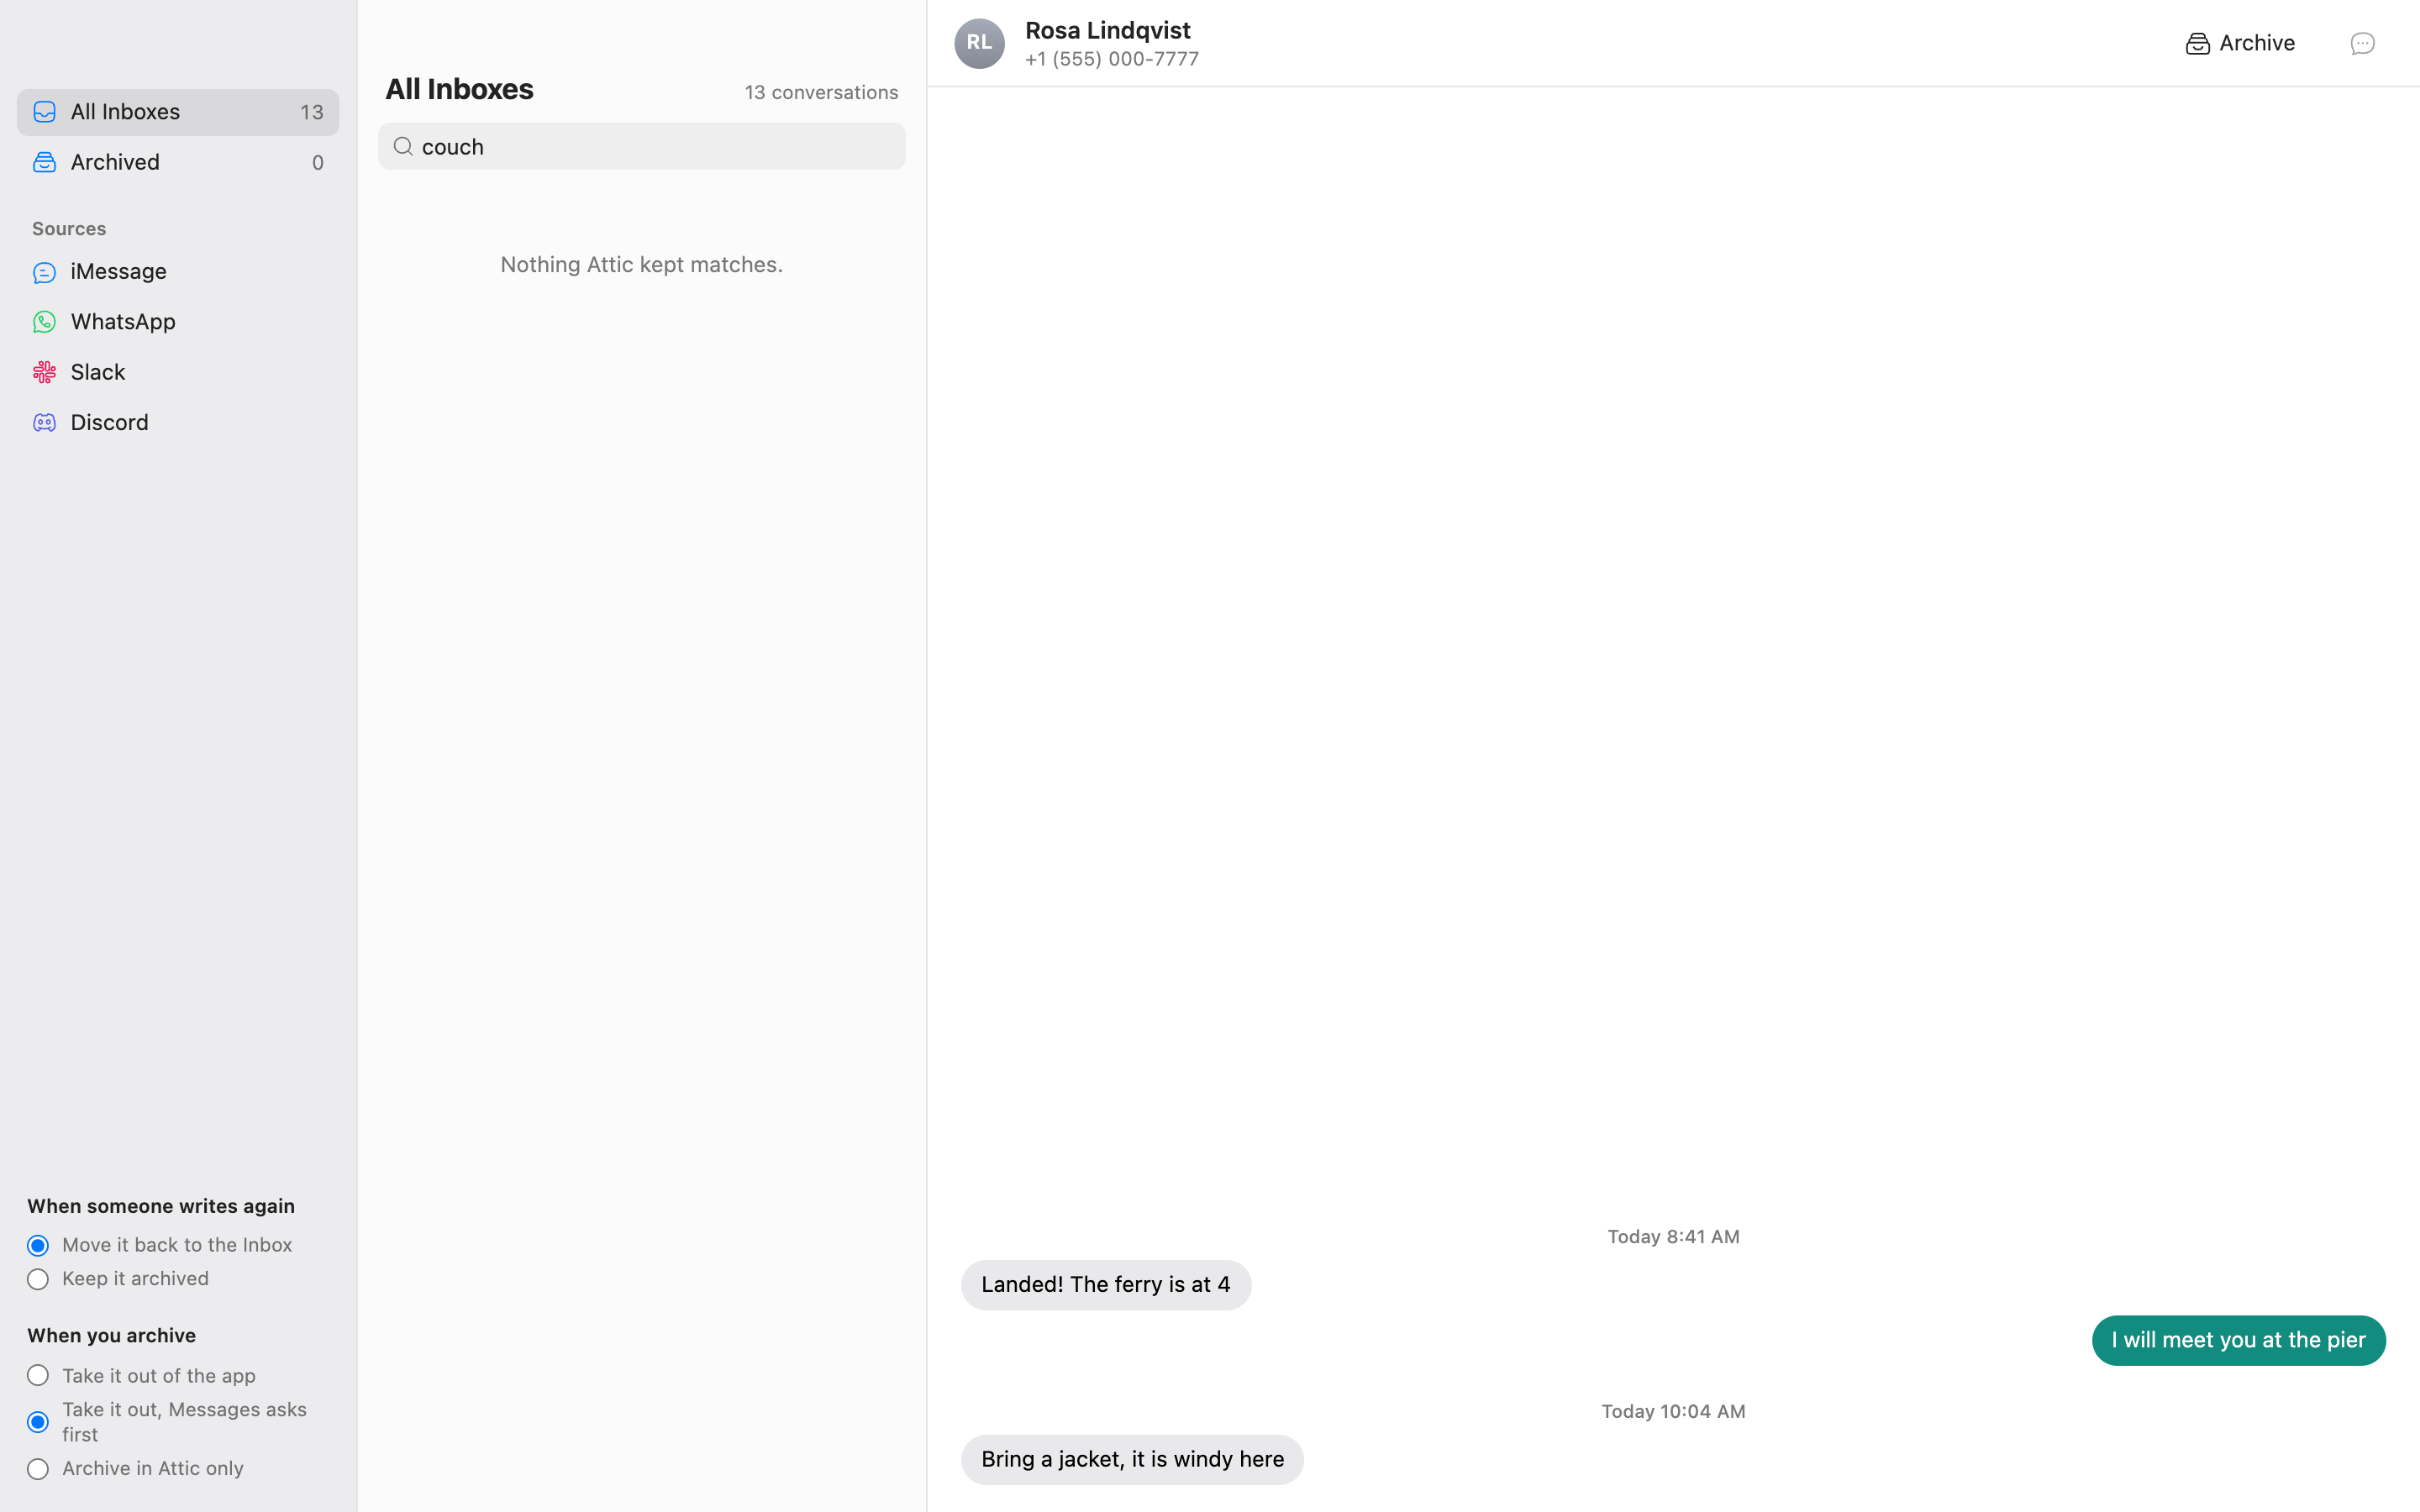 All Inboxes 13
Archived 0
Sources
iMessage
WhatsApp
Slack
Discord
When someone writes again
Move it back to the Inbox
Keep it archived
When you archive
Take it out of the app
Take it out, Messages asks
first
Archive in Attic only
All Inboxes 13 conversations
couch
Nothing Attic kept matches.
RL
Rosa Lindqvist
+1 (555) 000-7777
Archive
Today 8:41 AM
Landed! The ferry is at 4
I will meet you at the pier
Today 10:04 AM
Bring a jacket, it is windy here